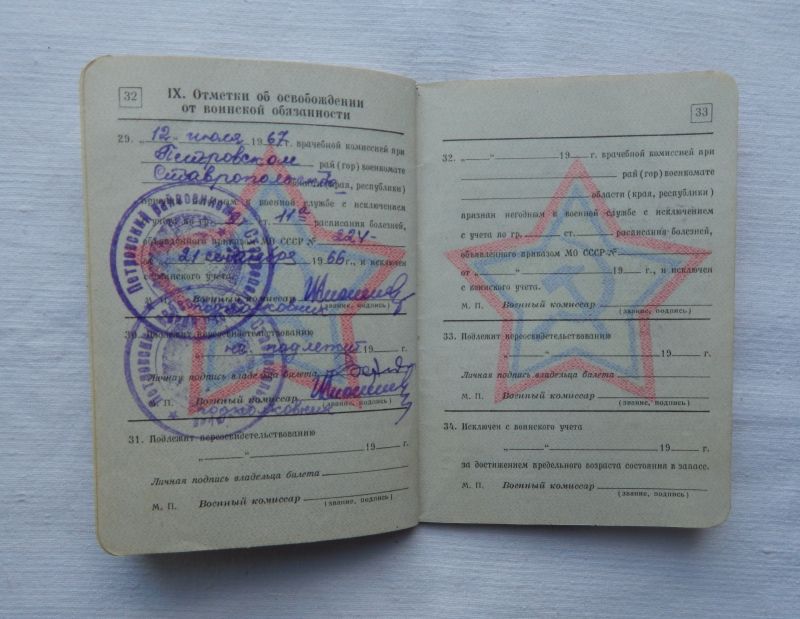 32
IX. Отметки об освобождении
от воинской обязанности
29. 12 июля 1967 г. врачебной комиссией при
Петровском рай (гор) военкомате
Ставропольского края, республики)
к военной службе с исключением
учета по гр. ст. 11а расписания болезней,
объявленного приказом МО СССР № 224
21 сентября 1966 г., и исключен
с воинского учета.
М. П. Военный комиссар
подполковник (звание, подпись)
30. Подлежит переосвидетельствованию
не подлежит 19 г.
Личная подпись владельца билета
М. П. Военный комиссар
подполковник (звание, подпись)
31. Подлежит переосвидетельствованию
„ “ 19 г.
Личная подпись владельца билета
М. П. Военный комиссар
(звание, подпись)
33
32. „ “ 19 г. врачебной комиссией при
рай (гор) военкомате
области (края, республики)
признан негодным к военной службе с исключением
с учета по гр. ст. расписания болезней,
объявленного приказом МО СССР №
от „ “ 19 г., и исключен
с воинского учета.
М. П. Военный комиссар
(звание, подпись)
33. Подлежит переосвидетельствованию
„ “ 19 г.
Личная подпись владельца билета
М. П. Военный комиссар
(звание, подпись)
34. Исключен с воинского учета
„ “ 19 г.
за достижением предельного возраста состояния в запасе.
М. П. Военный комиссар
(звание, подпись)